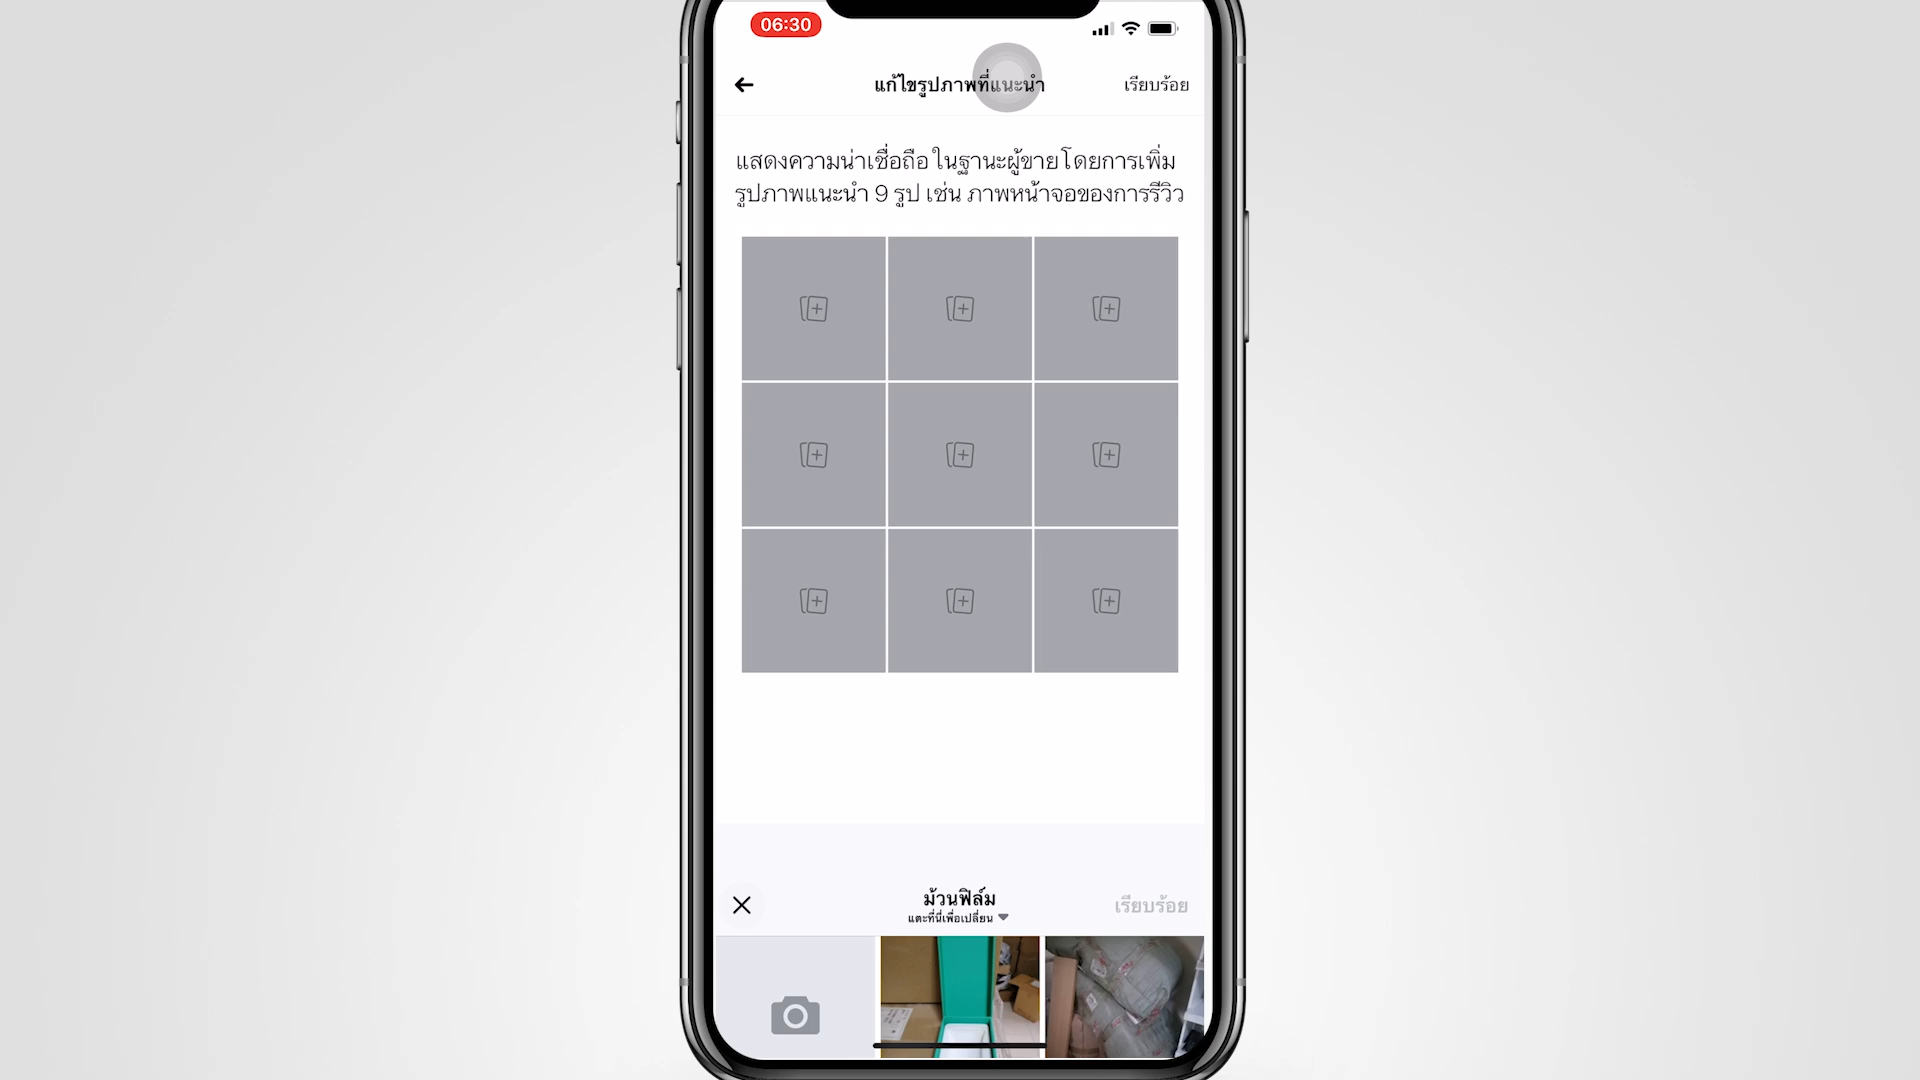 06:30
แก้ไขรูปภาพที่แนะนำ
เรียบร้อย
แสดงความน่าเชื่อถือ ในฐานะผู้ขาย โดยการเพิ่ม
รูปภาพแนะนำ 9 รูป เช่น ภาพหน้าจอของการรีวิว
ม้วนฟิล์ม
แตะที่นี่เพื่อเปลี่ยน
เรียบร้อย